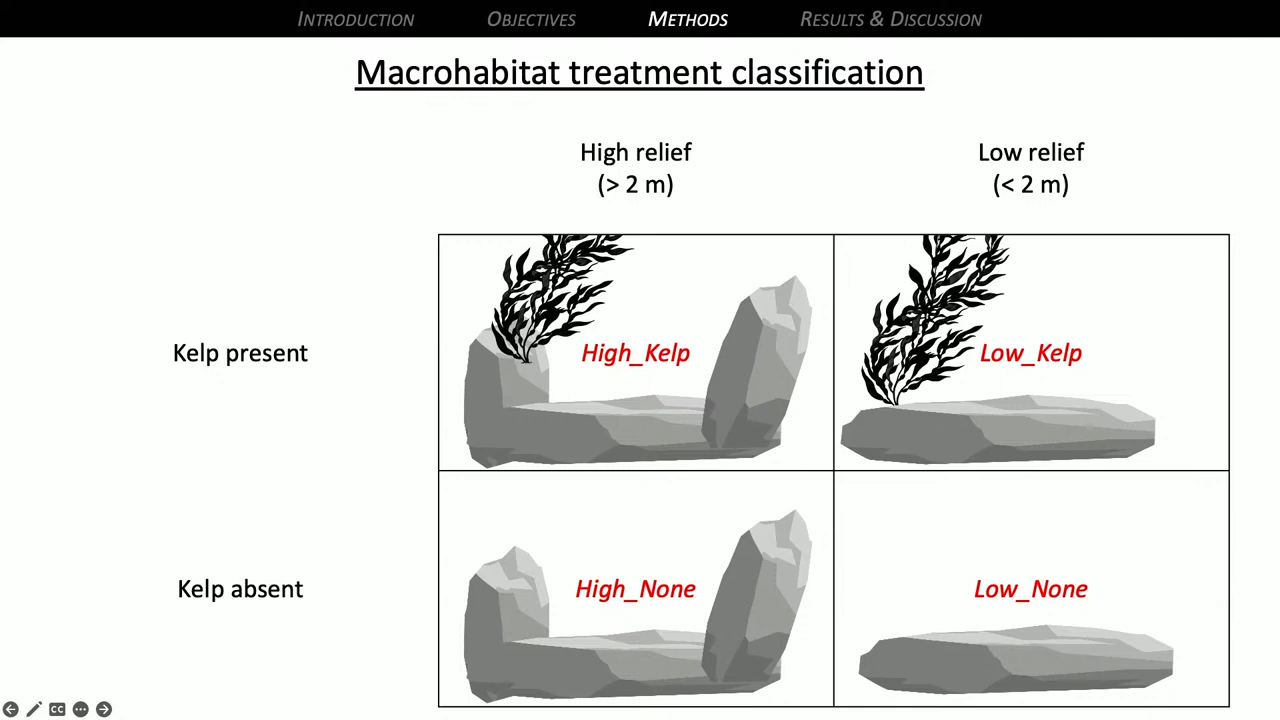 INTRODUCTION OBJECTIVES METHODS RESULTS & DISCUSSION
Macrohabitat treatment classification
High relief
(> 2 m)
Low relief
(< 2 m)
Kelp present
High_Kelp
Low_Kelp
Kelp absent
High_None
Low_None
CC